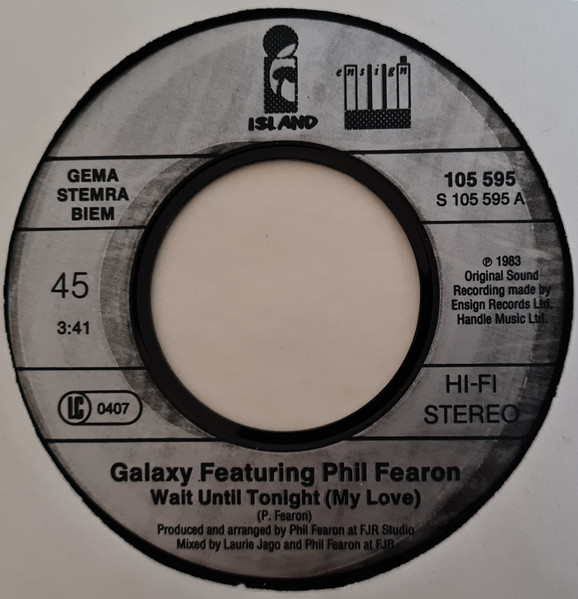 ISLAND
ensign
GEMA
STEMRA
BIEM
105 595
S 105 595 A
45
3:41
℗ 1983
Original Sound
Recording made by
Ensign Records Ltd.
Handle Music Ltd.
LC 0407
HI-FI
STEREO
Galaxy Featuring Phil Fearon
Wait Until Tonight (My Love)
(P. Fearon)
Produced and arranged by Phil Fearon at FJR Studio
Mixed by Laurie Jago and Phil Fearon at FJR